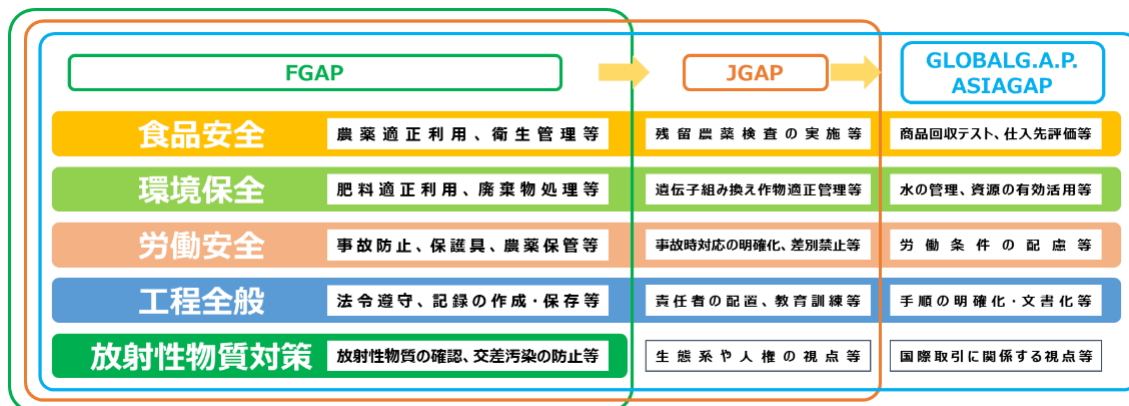 FGAP
JGAP
GLOBALG.A.P.
ASIAGAP
食品安全 農薬適正利用、衛生管理等 残留農薬検査の実施等 商品回収テスト、仕入先評価等
環境保全 肥料適正利用、廃棄物処理等 遺伝子組み換え作物適正管理等 水の管理、資源の有効活用等
労働安全 事故防止、保護具、農薬保管等 事故時対応の明確化、差別禁止等 労働条件の配慮等
工程全般 法令遵守、記録の作成・保存等 責任者の配置、教育訓練等 手順の明確化・文書化等
放射性物質対策 放射性物質の確認、交差汚染の防止等 生態系や人権の視点等 国際取引に関係する視点等